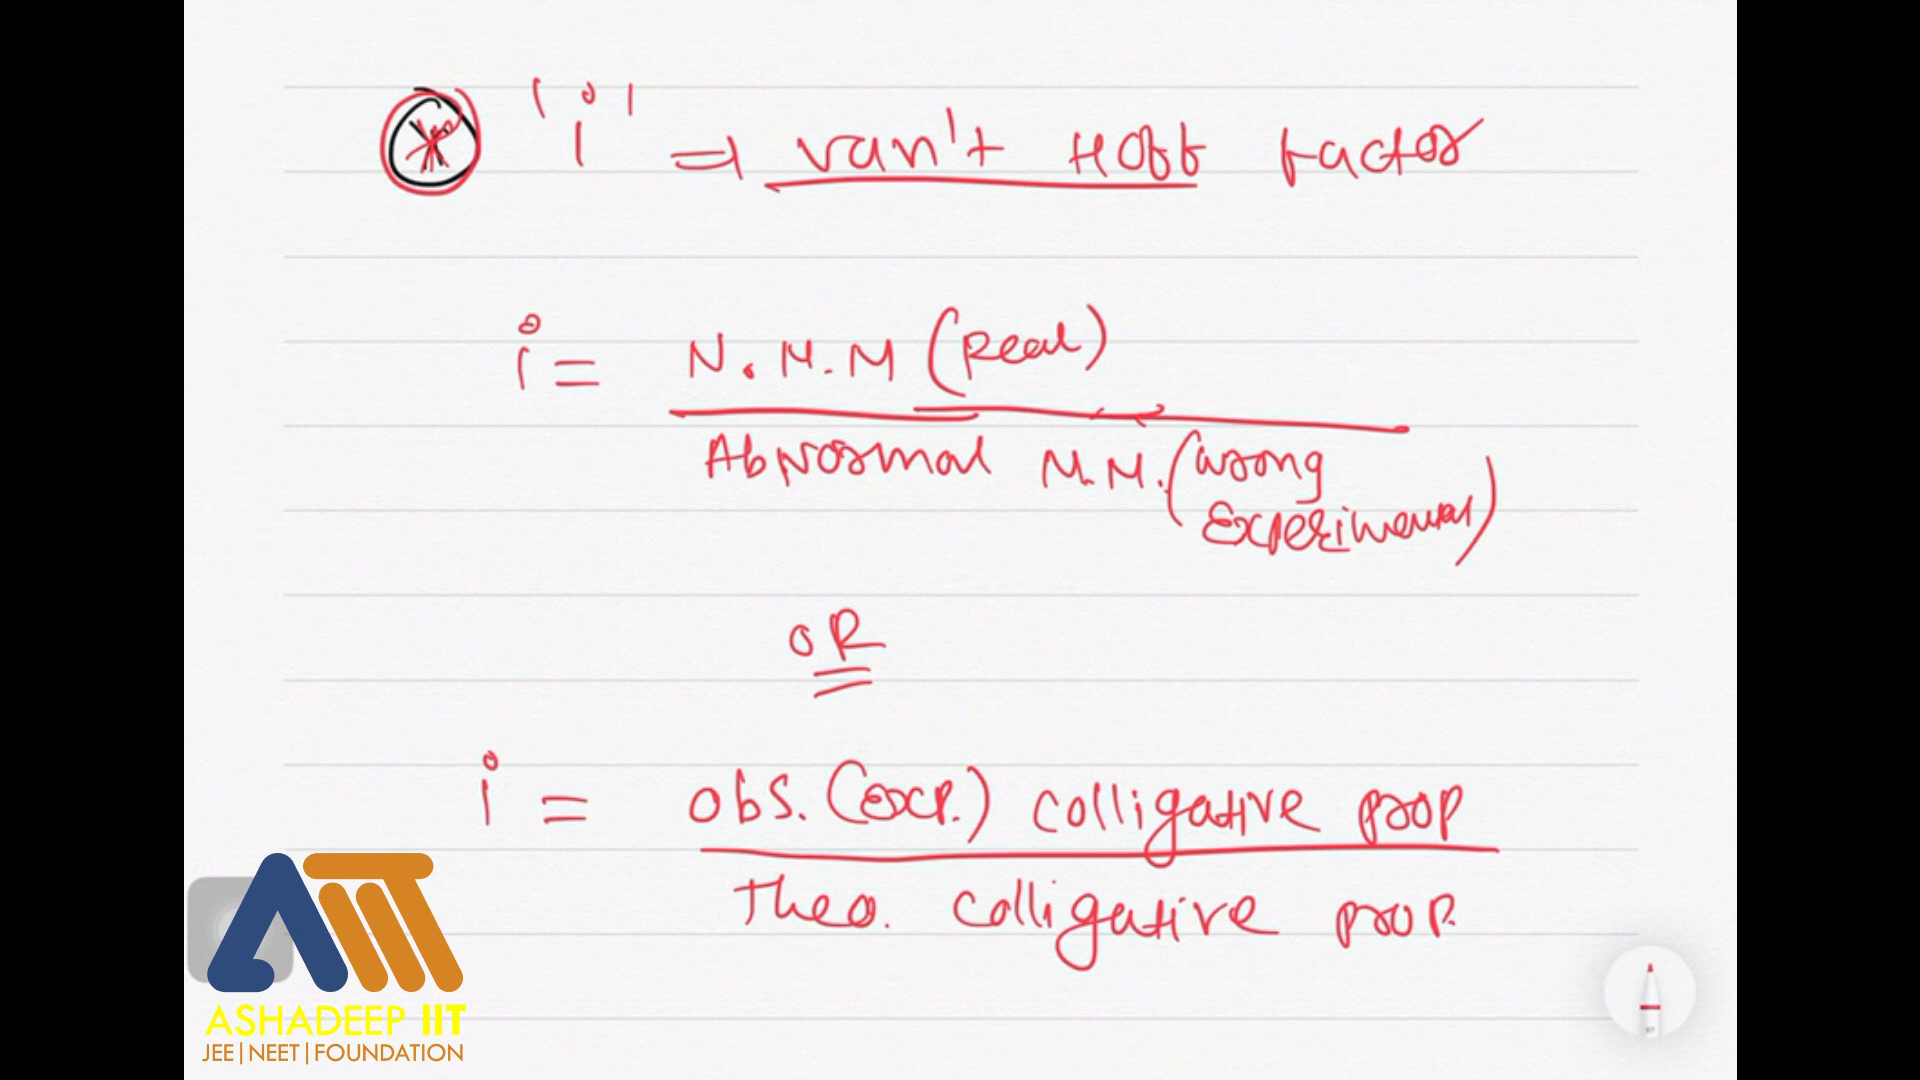 'i' ⇒ van't Hoff factor
i = N.M.M (Real)
Abnormal M.M. (wrong
Experimental)
OR
i = obs. (Exp.) colligative prop
Theo. colligative prop.
ASHADEEP IIT
JEE | NEET | FOUNDATION